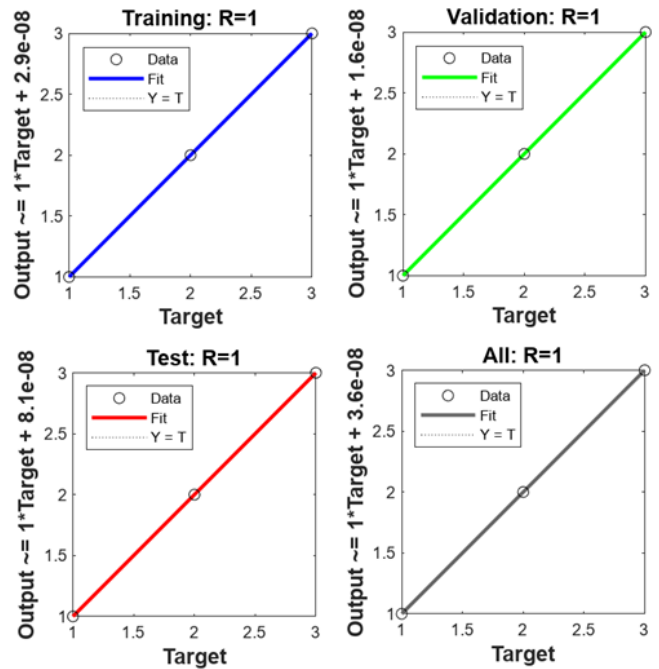 Training: R=1
Output ~= 1*Target + 2.9e-08
3
2.5
2
1.5
1
Data
Fit
Y = T
1
1.5
2
2.5
3
Target
Validation: R=1
Output ~= 1*Target + 1.6e-08
3
2.5
2
1.5
1
Data
Fit
Y = T
1
1.5
2
2.5
3
Target
Test: R=1
Output ~= 1*Target + 8.1e-08
3
2.5
2
1.5
1
Data
Fit
Y = T
1
1.5
2
2.5
3
Target
All: R=1
Output ~= 1*Target + 3.6e-08
3
2.5
2
1.5
1
Data
Fit
Y = T
1
1.5
2
2.5
3
Target